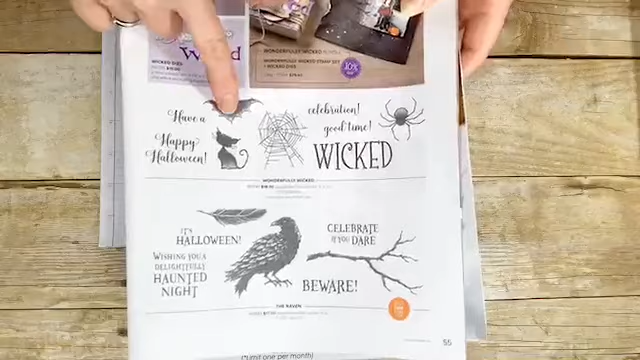 Wicked
WICKED DIES
WONDERFULLY WICKED BUNDLE
WONDERFULLY WICKED STAMP SET
+ WICKED DIES
10%
WICKED
Have a
Happy
Halloween!
celebration!
good time!
WICKED
WONDERFULLY WICKED
IT'S
HALLOWEEN!
WISHING YOU A
DELIGHTFULLY
HAUNTED
NIGHT
CELEBRATE
IF YOU DARE
BEWARE!
THE RAVEN
55
(*Limit one per month)